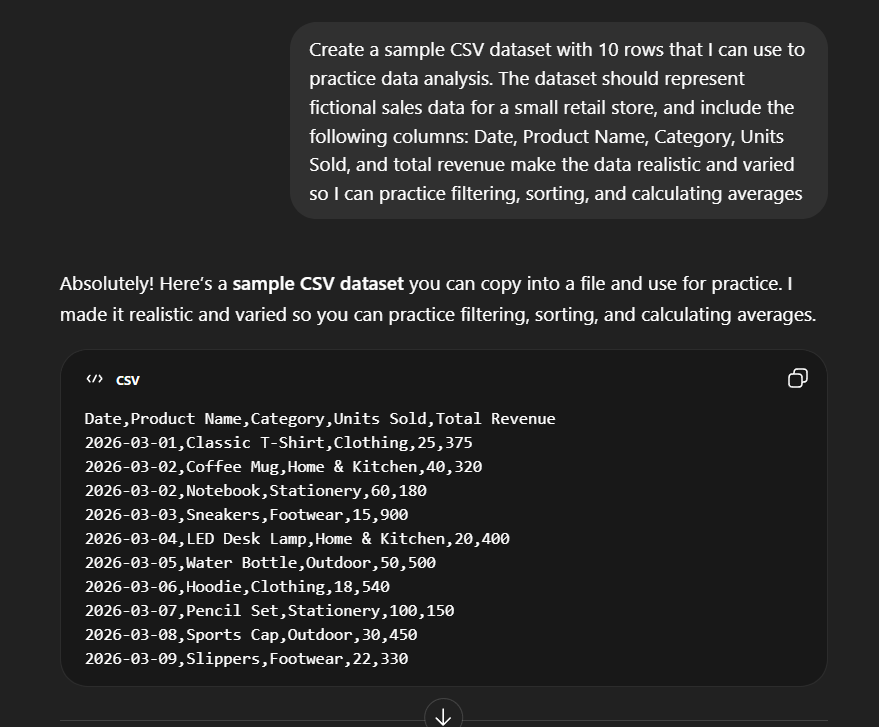 Create a sample CSV dataset with 10 rows that I can use to
practice data analysis. The dataset should represent
fictional sales data for a small retail store, and include the
following columns: Date, Product Name, Category, Units
Sold, and total revenue make the data realistic and varied
so I can practice filtering, sorting, and calculating averages
Absolutely! Here’s a sample CSV dataset you can copy into a file and use for practice. I
made it realistic and varied so you can practice filtering, sorting, and calculating averages.
CSV
Date,Product Name,Category,Units Sold,Total Revenue
2026-03-01,Classic T-Shirt,Clothing,25,375
2026-03-02,Coffee Mug,Home & Kitchen,40,320
2026-03-02,Notebook,Stationery,60,180
2026-03-03,Sneakers,Footwear,15,900
2026-03-04,LED Desk Lamp,Home & Kitchen,20,400
2026-03-05,Water Bottle,Outdoor,50,500
2026-03-06,Hoodie,Clothing,18,540
2026-03-07,Pencil Set,Stationery,100,150
2026-03-08,Sports Cap,Outdoor,30,450
2026-03-09,Slippers,Footwear,22,330